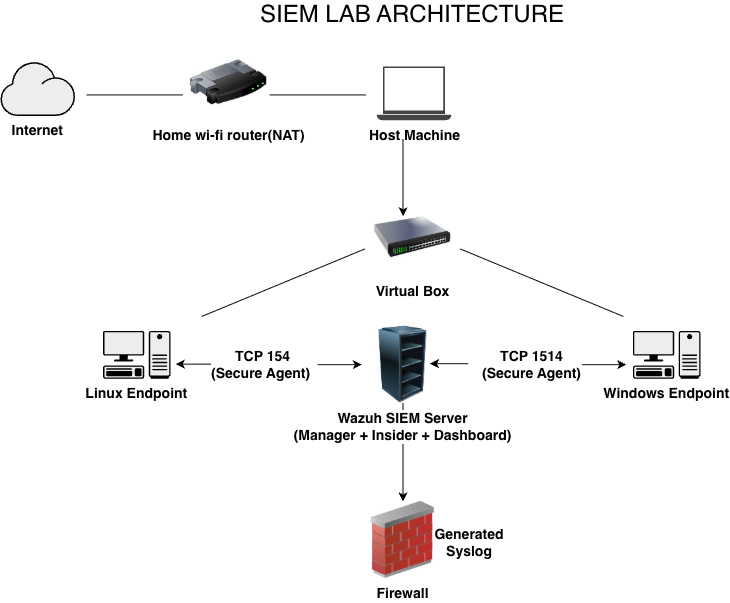 SIEM LAB ARCHITECTURE
Internet
Home wi-fi router(NAT)
Host Machine
Virtual Box
TCP 154
(Secure Agent)
TCP 1514
(Secure Agent)
Linux Endpoint
Windows Endpoint
Wazuh SIEM Server
(Manager + Insider + Dashboard)
Generated
Syslog
Firewall